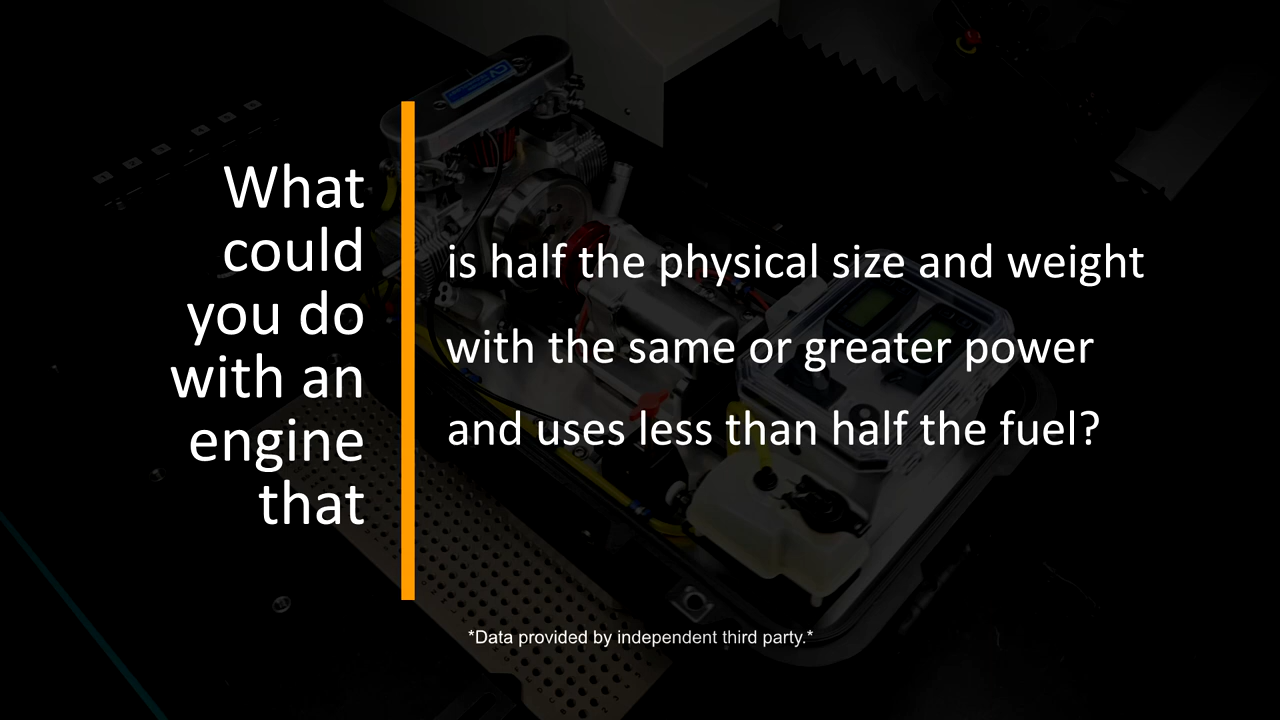 What
could
you do
with an
engine
that
is half the physical size and weight
with the same or greater power
and uses less than half the fuel?
*Data provided by independent third party.*